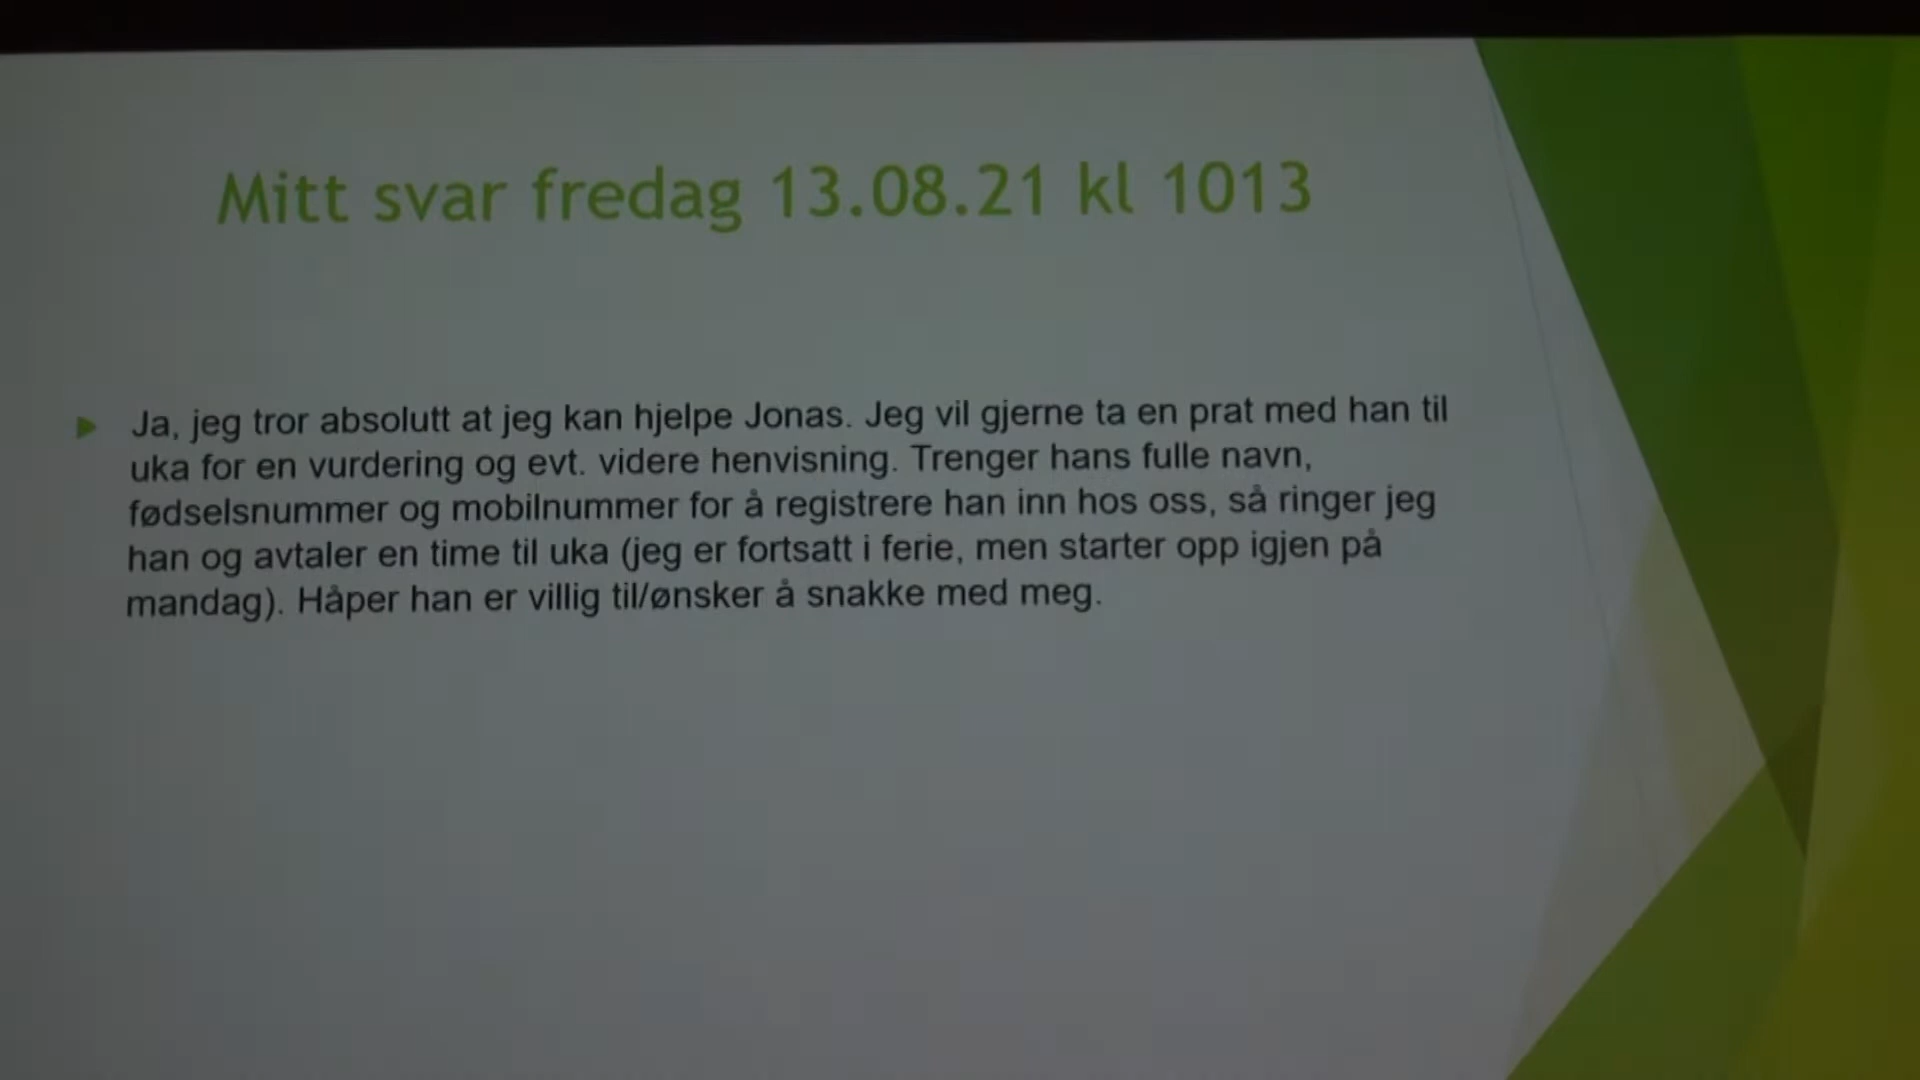 Mitt svar fredag 13.08.21 kl 1013
Ja, jeg tror absolutt at jeg kan hjelpe Jonas. Jeg vil gjerne ta en prat med han til
uka for en vurdering og evt. videre henvisning. Trenger hans fulle navn,
fødselsnummer og mobilnummer for å registrere han inn hos oss, så ringer jeg
han og avtaler en time til uka (jeg er fortsatt i ferie, men starter opp igjen på
mandag). Håper han er villig til/ønsker å snakke med meg.